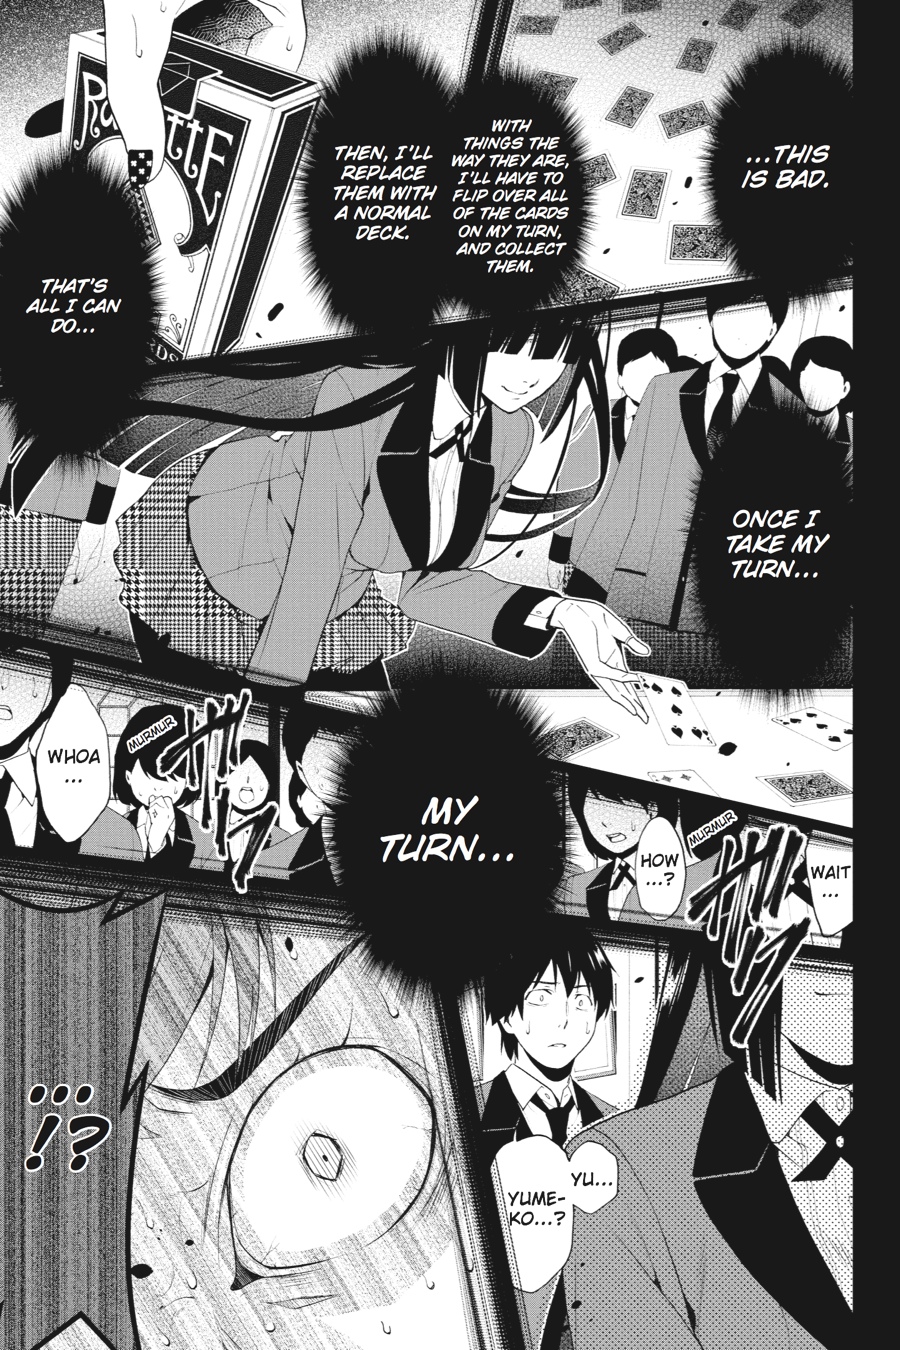 ...THIS
IS BAD.
WITH
THINGS THE
WAY THEY ARE,
I'LL HAVE TO
FLIP OVER ALL
OF THE CARDS
ON MY TURN,
AND COLLECT
THEM.
THEN, I'LL
REPLACE
THEM WITH
A NORMAL
DECK.
THAT'S
ALL I CAN
DO...
ONCE I
TAKE MY
TURN...
WAIT
...
MURMUR
HOW
...?
MY
TURN...
MURMUR
WHOA
...
YU...
YUME-
KO...?
...
!?